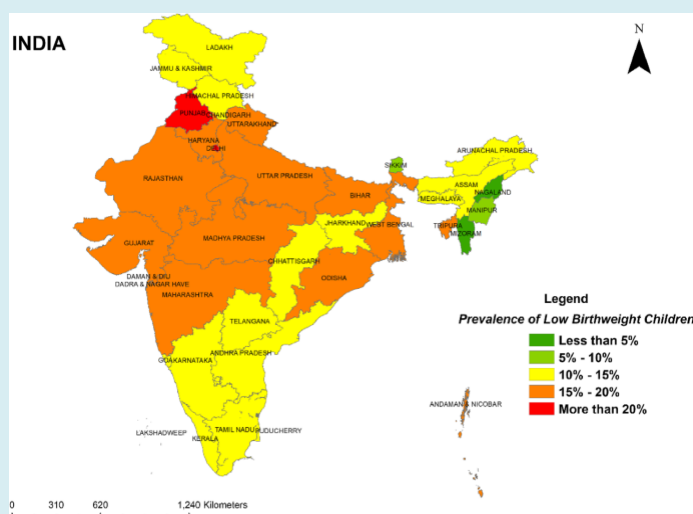 INDIA
N
LADAKH
JAMMU & KASHMIR
HIMACHAL PRADESH
PUNJAB
CHANDIGARH
UTTARAKHAND
HARYANA
DELHI
ARUNACHAL PRADESH
SIKKIM
RAJASTHAN
UTTAR PRADESH
ASSAM
NAGALAND
BIHAR
MEGHALAYA
MANIPUR
JHARKHAND
WEST BENGAL
TRIPURA
MIZORAM
GUJARAT
MADHYA PRADESH
CHHATTISGARH
DAMAN & DIU
DADRA & NAGAR HAVE
ODISHA
MAHARASHTRA
TELANGANA
GOA
KARNATAKA
ANDHRA PRADESH
LAKSHADWEEP
KERALA
TAMIL NADU
PUDUCHERRY
ANDAMAN & NICOBAR
Legend
Prevalence of Low Birthweight Children
Less than 5%
5% - 10%
10% - 15%
15% - 20%
More than 20%
0 310 620 1,240 Kilometers